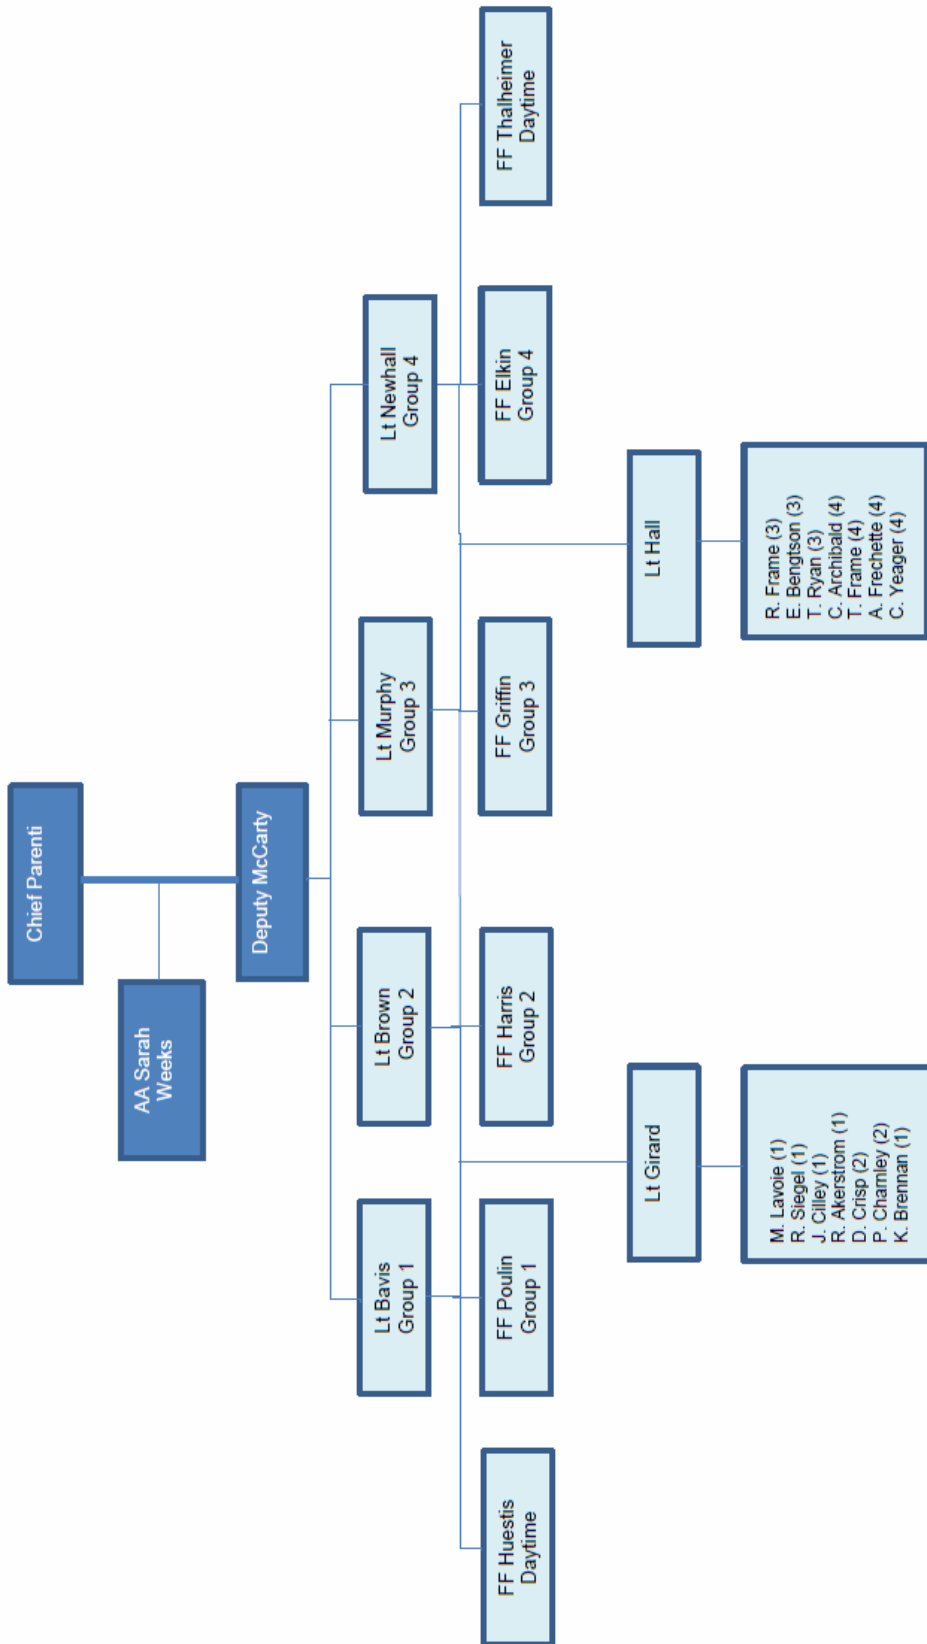 Chief Parenti
AA Sarah
Weeks
Deputy McCarty
Lt Bavis
Group 1
Lt Brown
Group 2
Lt Murphy
Group 3
Lt Newhall
Group 4
FF Huestis
Daytime
FF Poulin
Group 1
FF Harris
Group 2
FF Griffin
Group 3
FF Elkin
Group 4
FF Thalheimer
Daytime
Lt Girard
Lt Hall
M. Lavoie (1)
R. Siegel (1)
J. Cilley (1)
R. Akerstrom (1)
D. Crisp (2)
P. Chamley (2)
K. Brennan (1)
R. Frame (3)
E. Bengtson (3)
T. Ryan (3)
C. Archibald (4)
T. Frame (4)
A. Frechette (4)
C. Yeager (4)